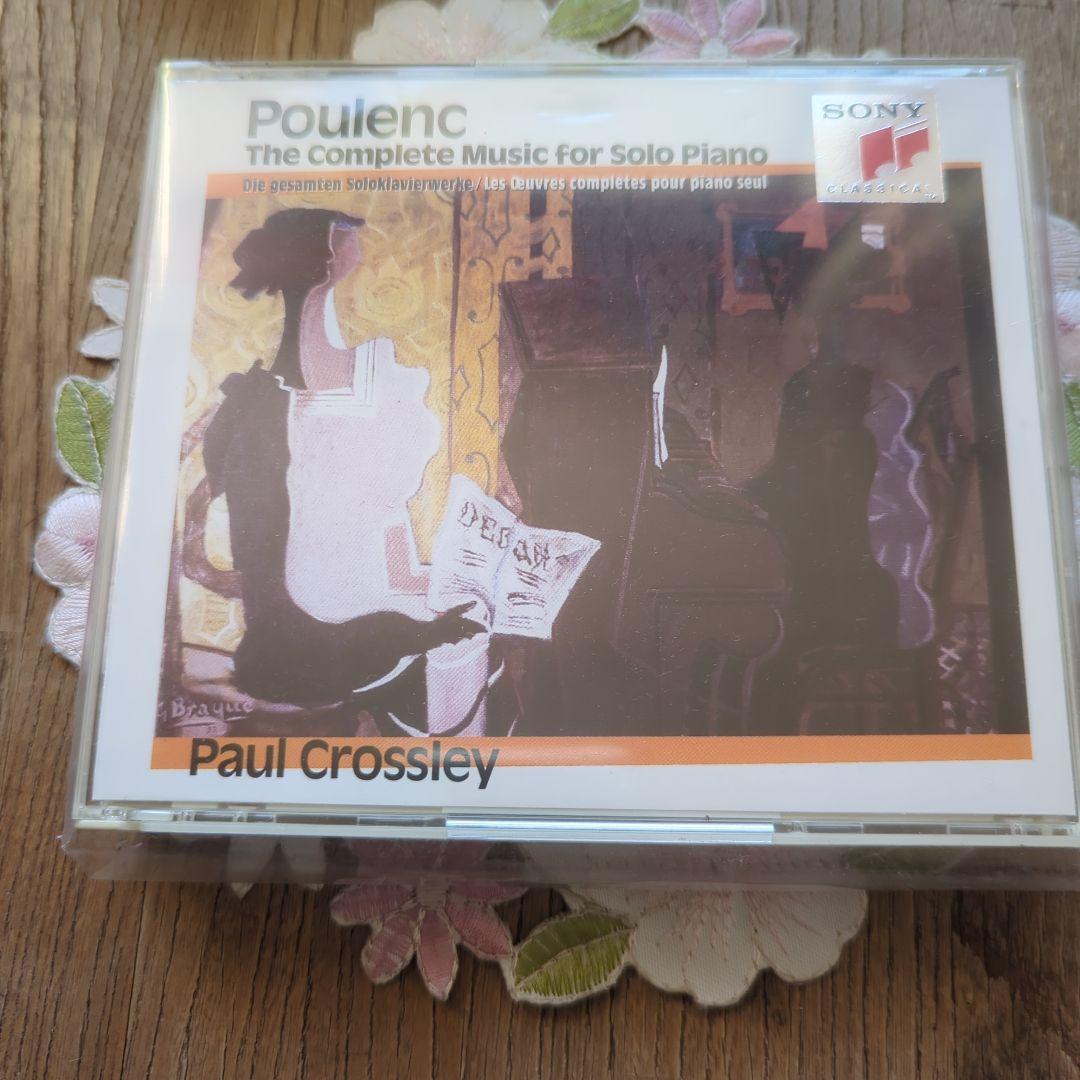 Poulenc
The Complete Music for Solo Piano
Die gesamten Soloklavierwerke / Les Œuvres complètes pour piano seul
SONY
CLASSICAL
G Braque
Paul Crossley